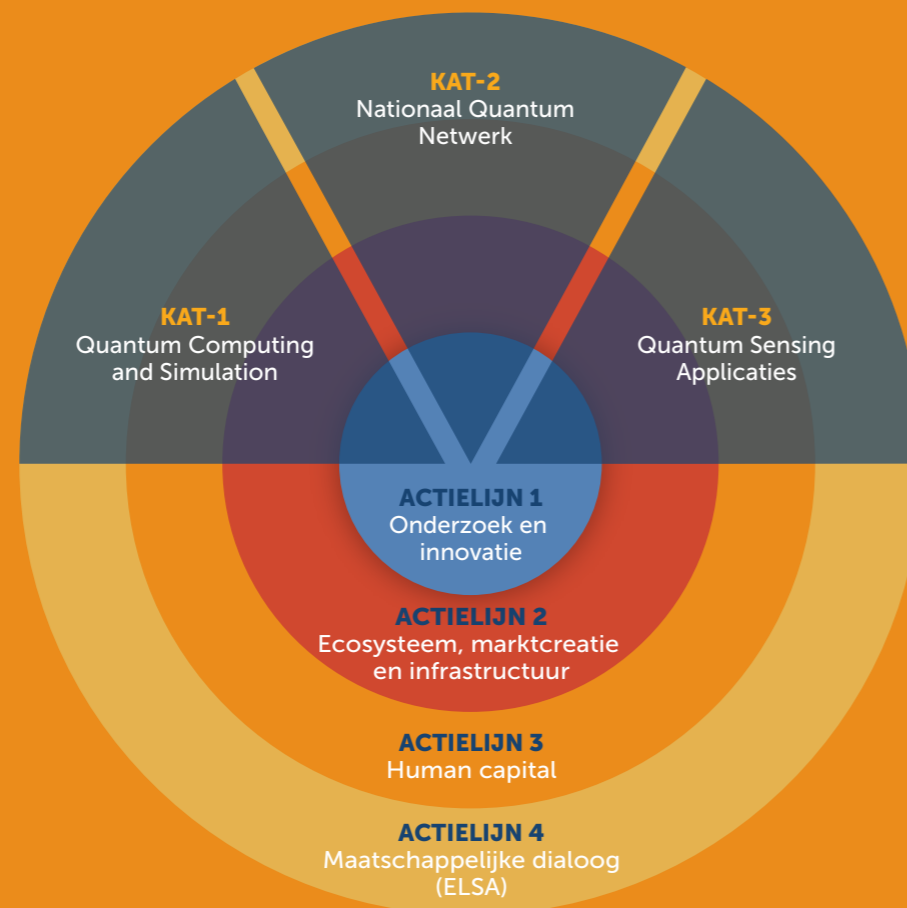 KAT-2
Nationaal Quantum
Netwerk
KAT-1
Quantum Computing
and Simulation
KAT-3
Quantum Sensing
Applicaties
ACTIELIJN 1
Onderzoek en
innovatie
ACTIELIJN 2
Ecosysteem, marktcreatie
en infrastructuur
ACTIELIJN 3
Human capital
ACTIELIJN 4
Maatschappelijke dialoog
(ELSA)